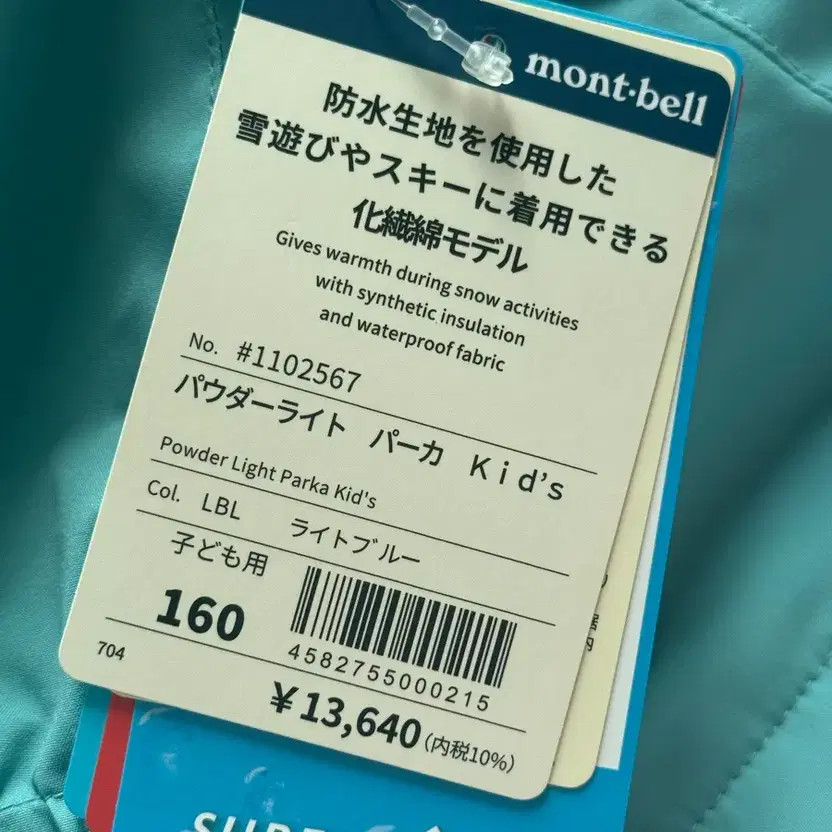 mont·bell
防水生地を使用した
雪遊びやスキーに着用できる
化繊綿モデル
Gives warmth during snow activities
with synthetic insulation
and waterproof fabric
No. #1102567
パウダーライト パーカ Kid's
Powder Light Parka Kid's
Col. LBL ライトブルー
子ども用
160
4582755000215
704
¥13,640(内税10%)